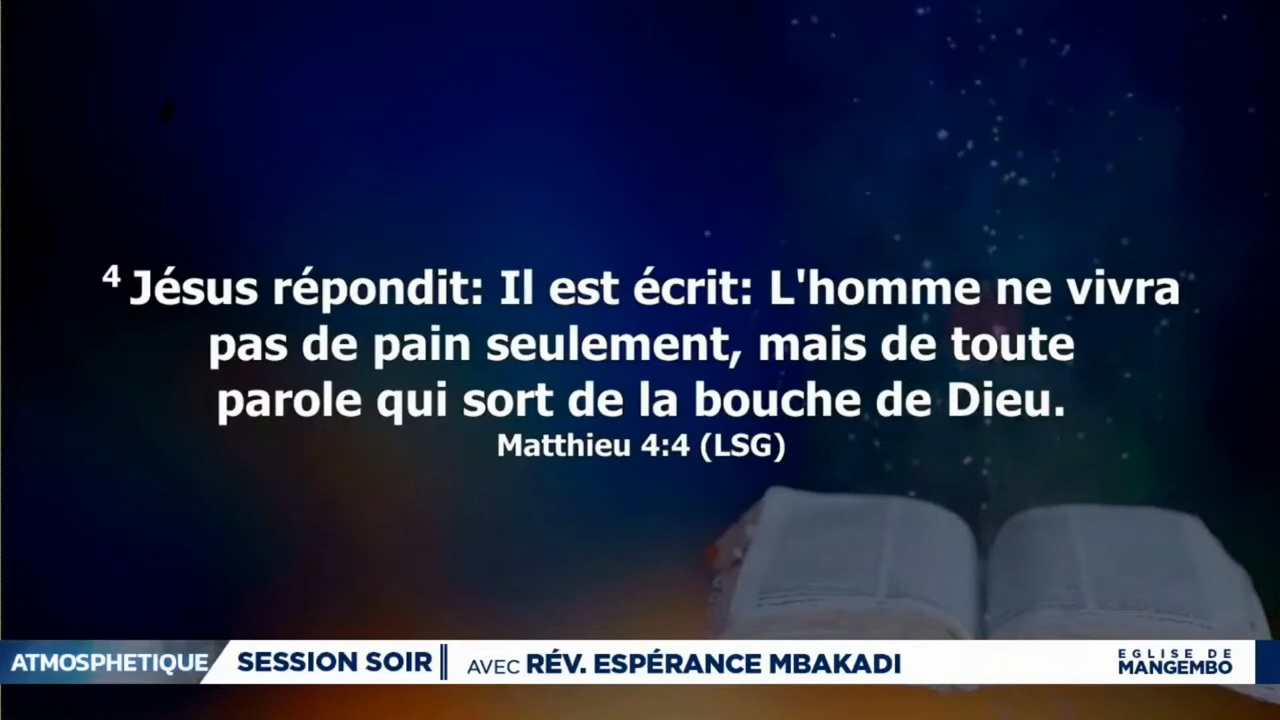 4 Jésus répondit: Il est écrit: L'homme ne vivra
pas de pain seulement, mais de toute
parole qui sort de la bouche de Dieu.
Matthieu 4:4 (LSG)
ATMOSPHETIQUE SESSION SOIR AVEC RÉV. ESPÉRANCE MBAKADI
EGLISE DE
MANGEMBO